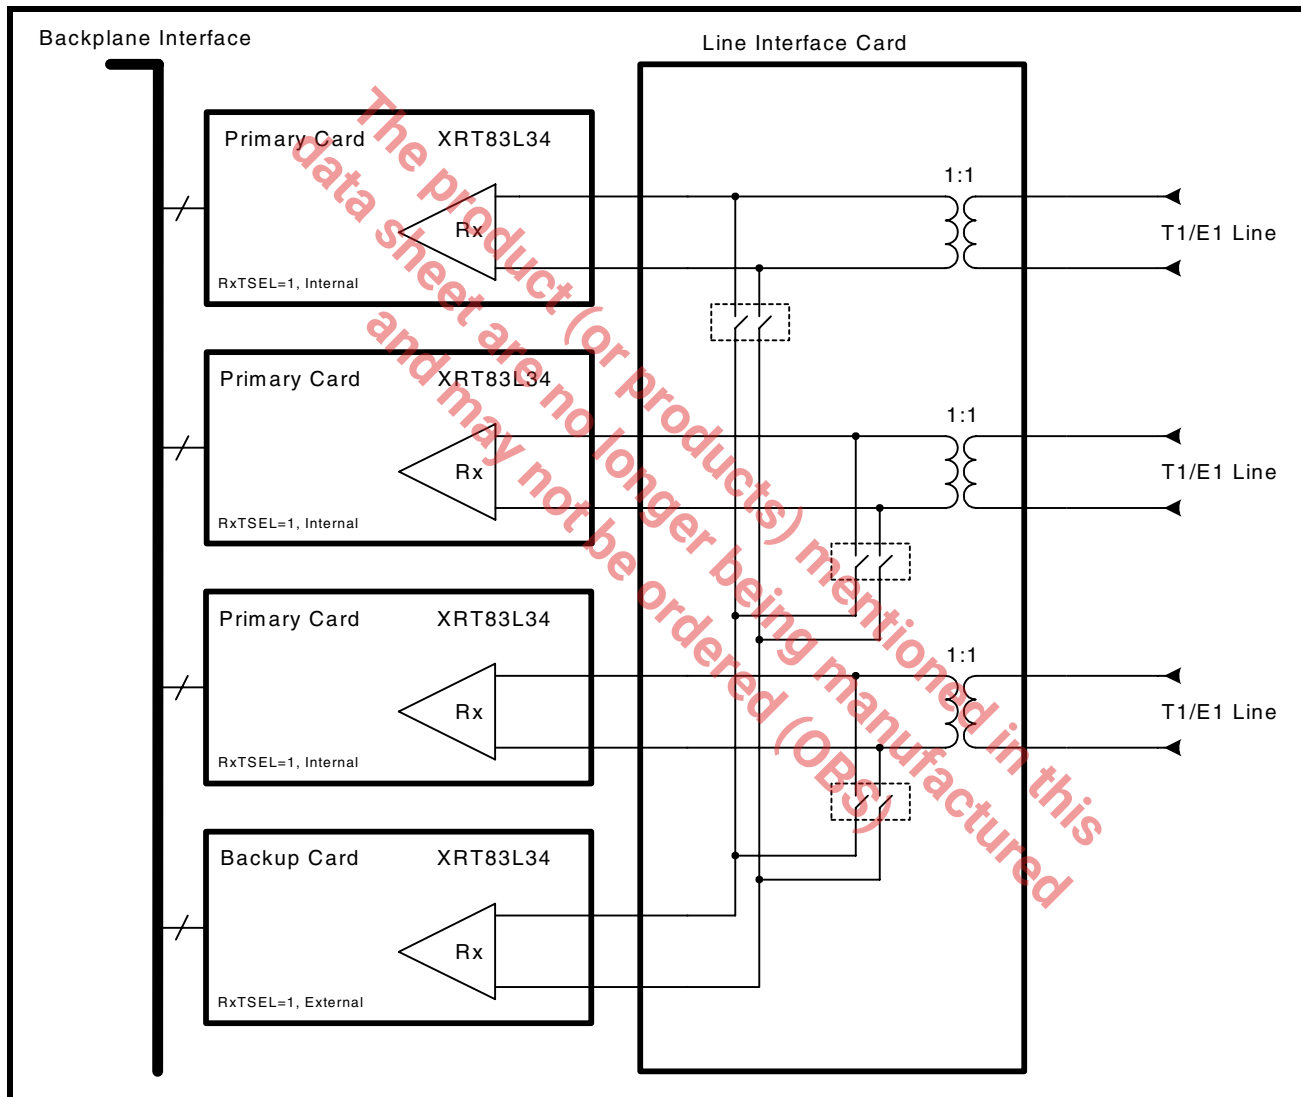 Backplane Interface
Line Interface Card
Primary Card XRT83L34
Rx
RxTSEL=1, Internal
1:1
T1/E1 Line
Primary Card XRT83L34
Rx
RxTSEL=1, Internal
1:1
T1/E1 Line
Primary Card XRT83L34
Rx
RxTSEL=1, Internal
1:1
T1/E1 Line
Backup Card XRT83L34
Rx
RxTSEL=1, External
The product (or products) mentioned in this
data sheet are no longer being manufactured
and may not be ordered (OBS)